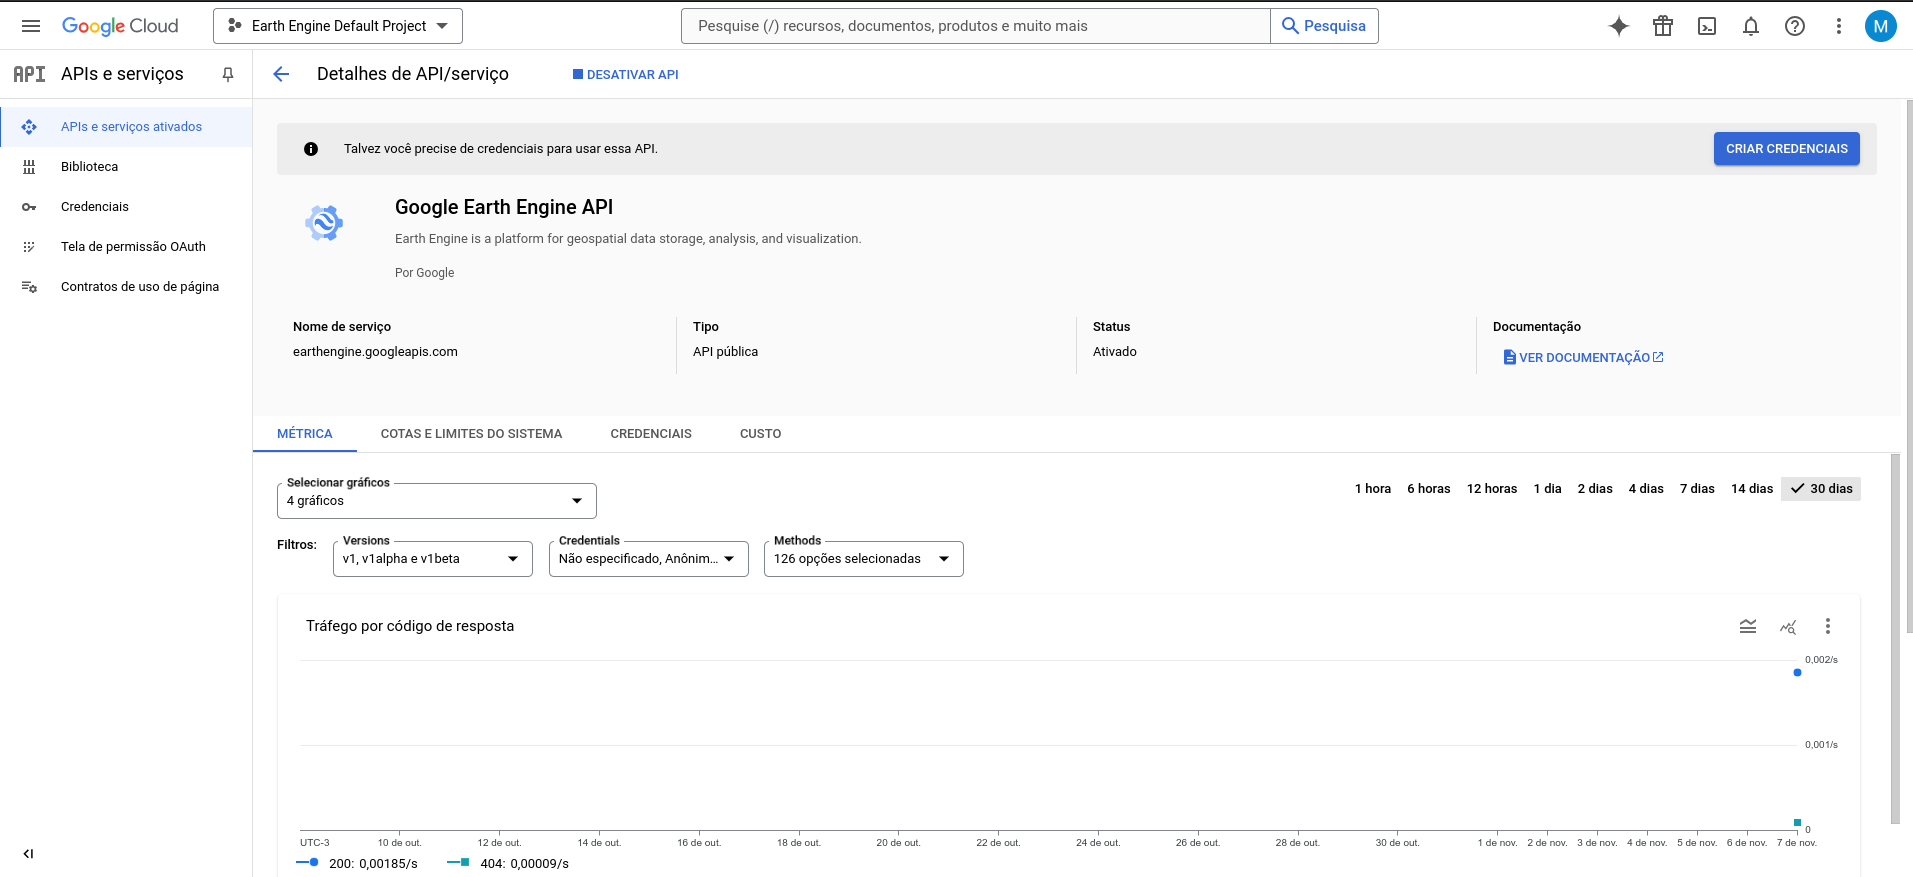 Google Cloud
Earth Engine Default Project
Pesquise (/) recursos, documentos, produtos e muito mais
Pesquisa
M
API
APIs e serviços
Detalhes de API/serviço
DESATIVAR API
APIs e serviços ativados
Biblioteca
Credenciais
Tela de permissão OAuth
Contratos de uso de página
Talvez você precise de credenciais para usar essa API.
CRIAR CREDENCIAIS
Google Earth Engine API
Earth Engine is a platform for geospatial data storage, analysis, and visualization.
Por Google
Nome de serviço
earthengine.googleapis.com
Tipo
API pública
Status
Ativado
Documentação
VER DOCUMENTAÇÃO
MÉTRICA
COTAS E LIMITES DO SISTEMA
CREDENCIAIS
CUSTO
Selecionar gráficos
4 gráficos
1 hora
6 horas
12 horas
1 dia
2 dias
4 dias
7 dias
14 dias
30 dias
Filtros:
Versions
v1, v1alpha e v1beta
Credentials
Não especificado, Anônim...
Methods
126 opções selecionadas
Tráfego por código de resposta
0,002/s
0,001/s
0
UTC-3
10 de out.
12 de out.
14 de out.
16 de out.
18 de out.
20 de out.
22 de out.
24 de out.
26 de out.
28 de out.
30 de out.
1 de nov.
2 de nov.
3 de nov.
4 de nov.
5 de nov.
6 de nov.
7 de nov.
200: 0,00185/s
404: 0,00009/s